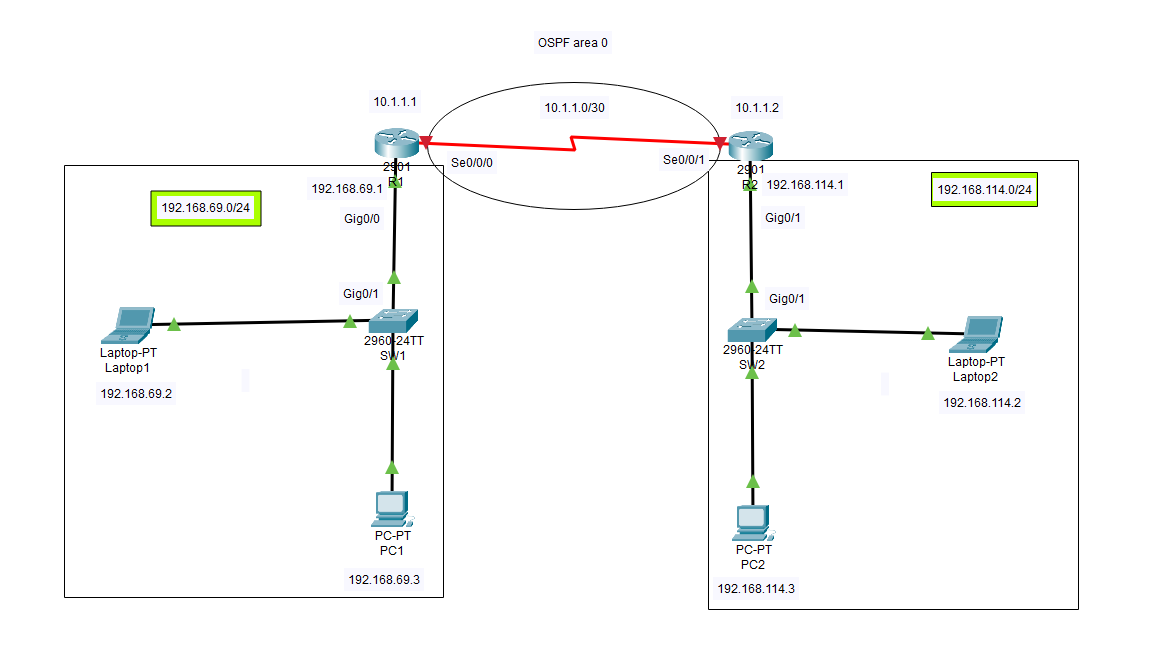 OSPF area 0
10.1.1.1
10.1.1.0/30
10.1.1.2
Se0/0/0
Se0/0/1
2901
R1
2901
R2
192.168.69.1
192.168.114.1
192.168.69.0/24
192.168.114.0/24
Gig0/0
Gig0/1
Gig0/1
Gig0/1
2960-24TT
SW1
2960-24TT
SW2
Laptop-PT
Laptop1
192.168.69.2
Laptop-PT
Laptop2
192.168.114.2
PC-PT
PC1
192.168.69.3
PC-PT
PC2
192.168.114.3